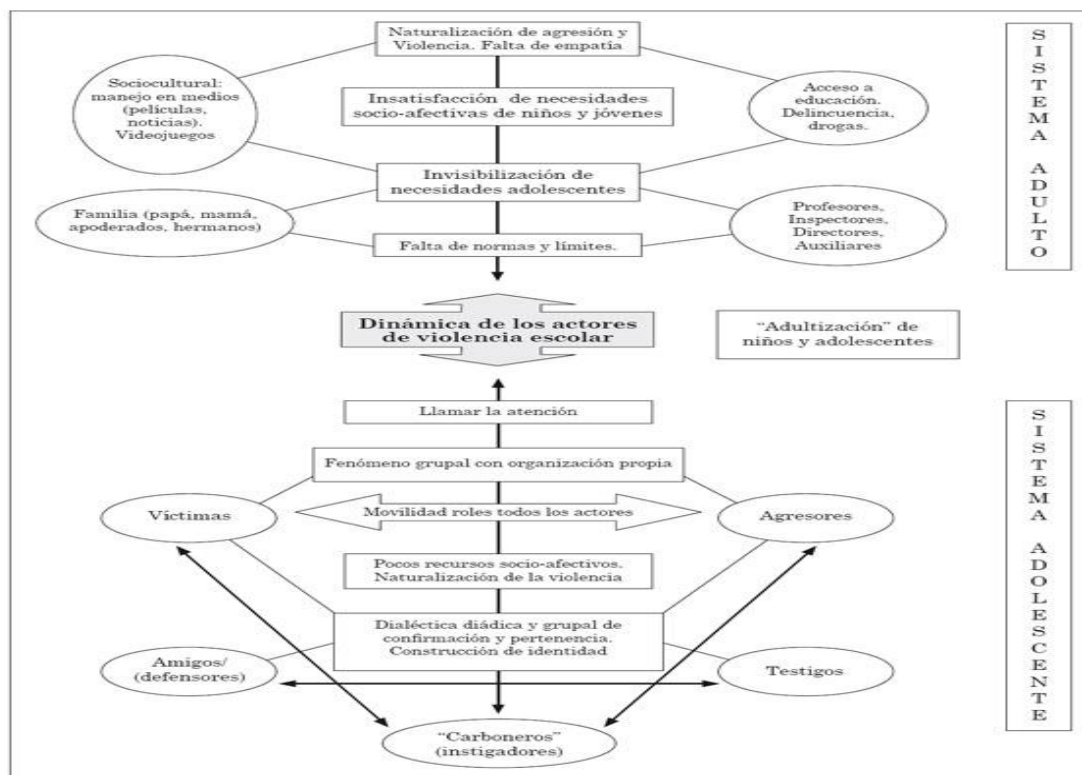 Naturalización de agresión y
Violencia. Falta de empatía
Sociocultural:
manejo en medios
(películas,
noticias).
Videojuegos
Insatisfacción de necesidades
socio-afectivas de niños y jóvenes
Acceso a
educación.
Delincuencia,
drogas.
Invisibilización de
necesidades adolescentes
Familia (papá, mamá,
apoderados, hermanos)
Profesores,
Inspectores,
Directores,
Auxiliares
Falta de normas y límites.
SISTEMA ADULTO
Dinámica de los actores
de violencia escolar
“Adultización” de
niños y adolescentes
Llamar la atención
Fenómeno grupal con organización propia
Víctimas
Movilidad roles todos los actores
Agresores
Pocos recursos socio-afectivos.
Naturalización de la violencia
Dialéctica diádica y grupal de
confirmación y pertenencia.
Construcción de identidad
Amigos/
(defensores)
Testigos
“Carboneros”
(instigadores)
SISTEMA ADOLESCENTE